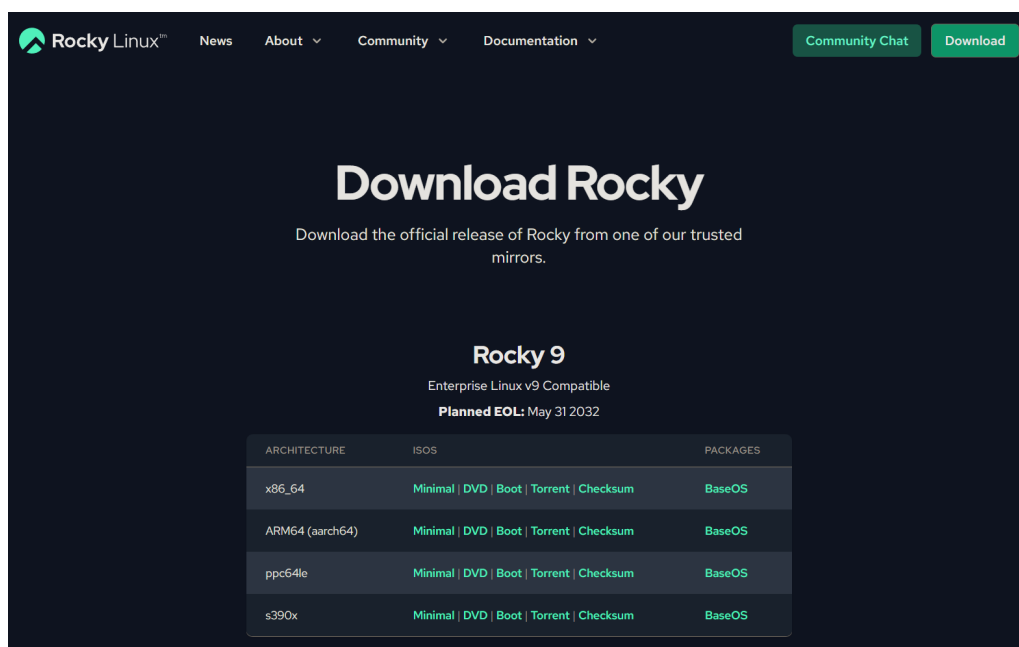 Rocky Linux™ News About Community Documentation Community Chat Download
Download Rocky
Download the official release of Rocky from one of our trusted
mirrors.
Rocky 9
Enterprise Linux v9 Compatible
Planned EOL: May 31 2032
ARCHITECTURE ISOS PACKAGES
x86_64 Minimal | DVD | Boot | Torrent | Checksum BaseOS
ARM64 (aarch64) Minimal | DVD | Boot | Torrent | Checksum BaseOS
ppc64le Minimal | DVD | Boot | Torrent | Checksum BaseOS
s390x Minimal | DVD | Boot | Torrent | Checksum BaseOS